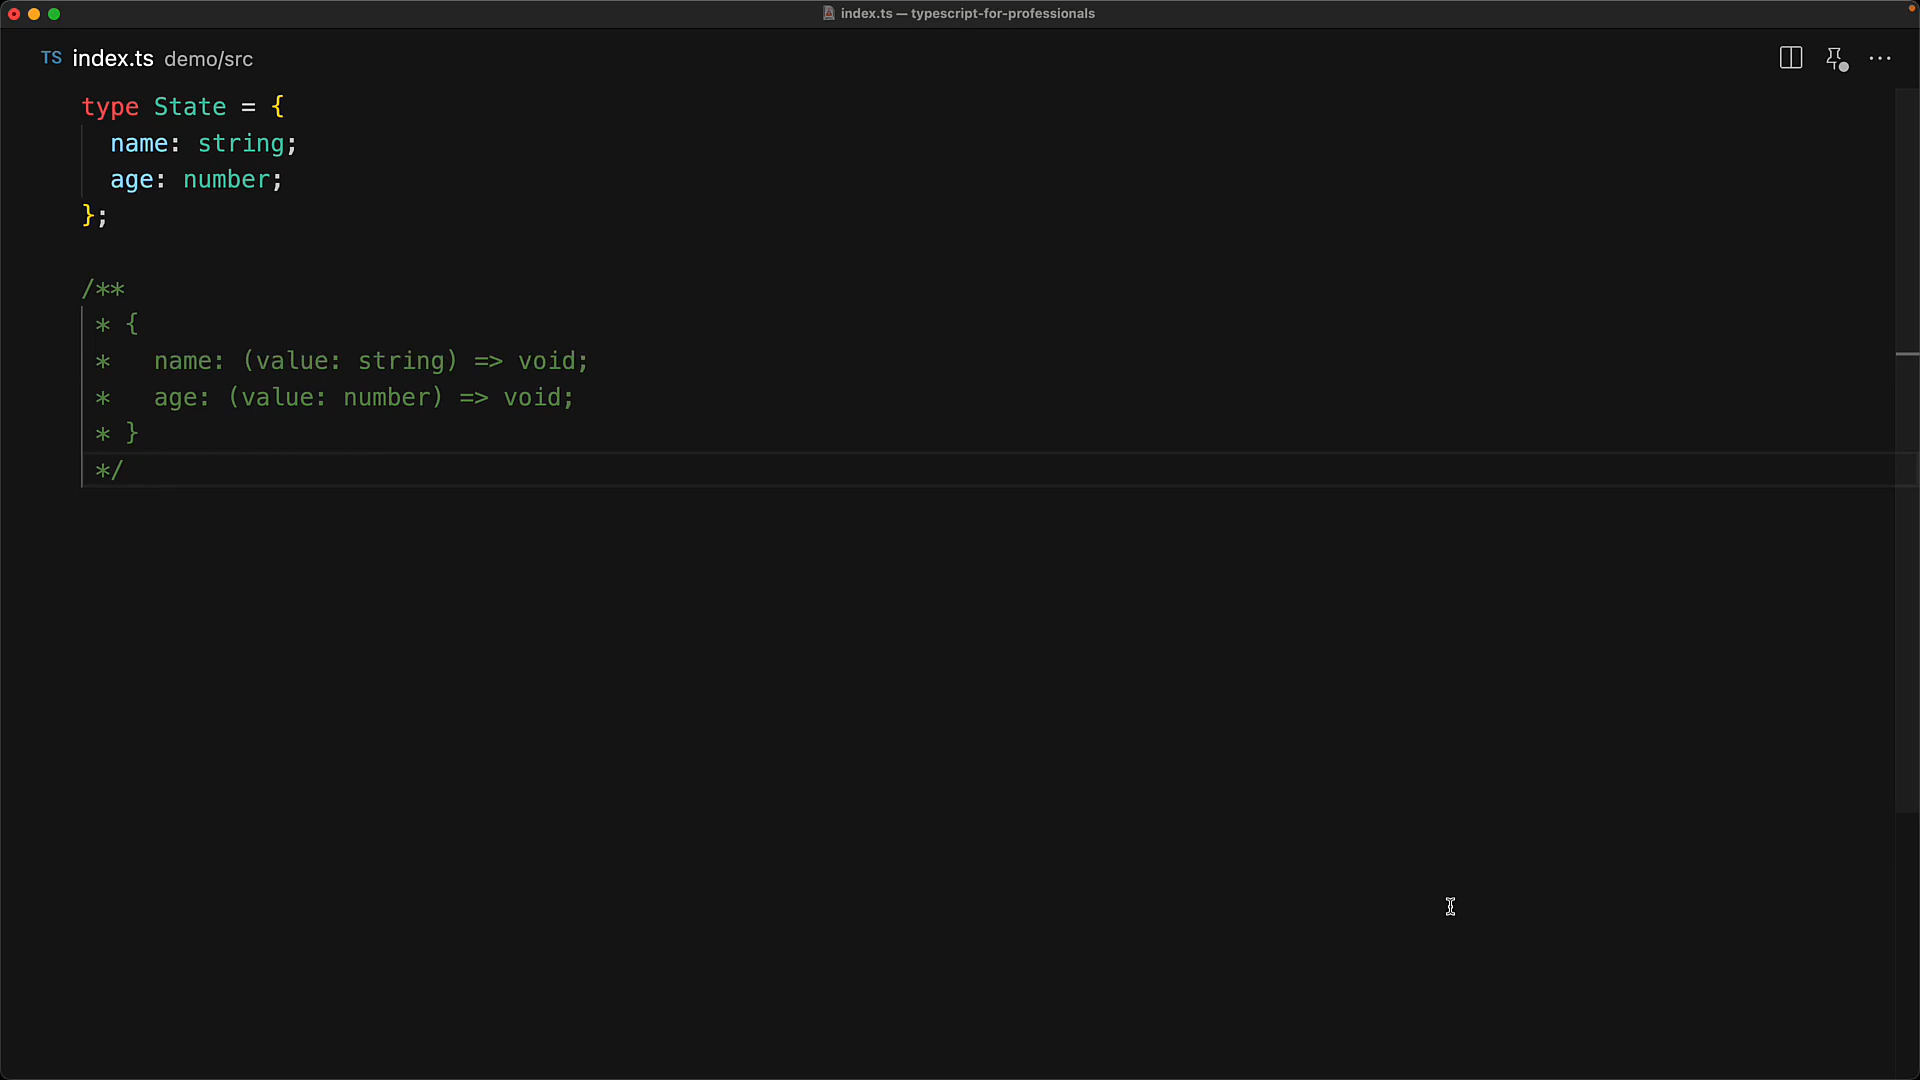 index.ts — typescript-for-professionals
TS index.ts demo/src
type State = {
  name: string;
  age: number;
};
/**
 * {
 *   name: (value: string) => void;
 *   age: (value: number) => void;
 * }
 */